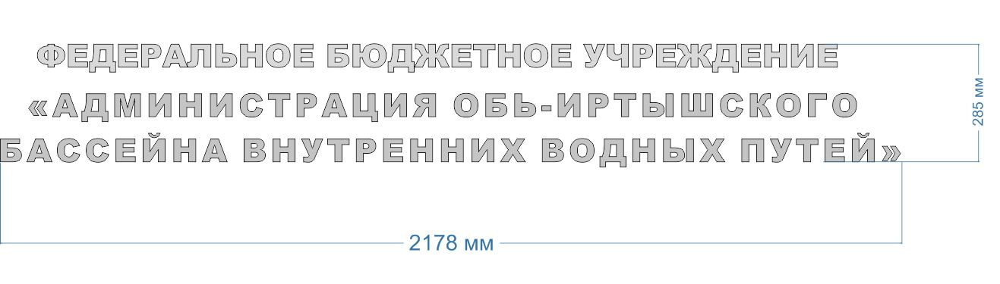 ФЕДЕРАЛЬНОЕ БЮДЖЕТНОЕ УЧРЕЖДЕНИЕ
«АДМИНИСТРАЦИЯ ОБЬ-ИРТЫШСКОГО
БАССЕЙНА ВНУТРЕННИХ ВОДНЫХ ПУТЕЙ»
285 мм
2178 мм